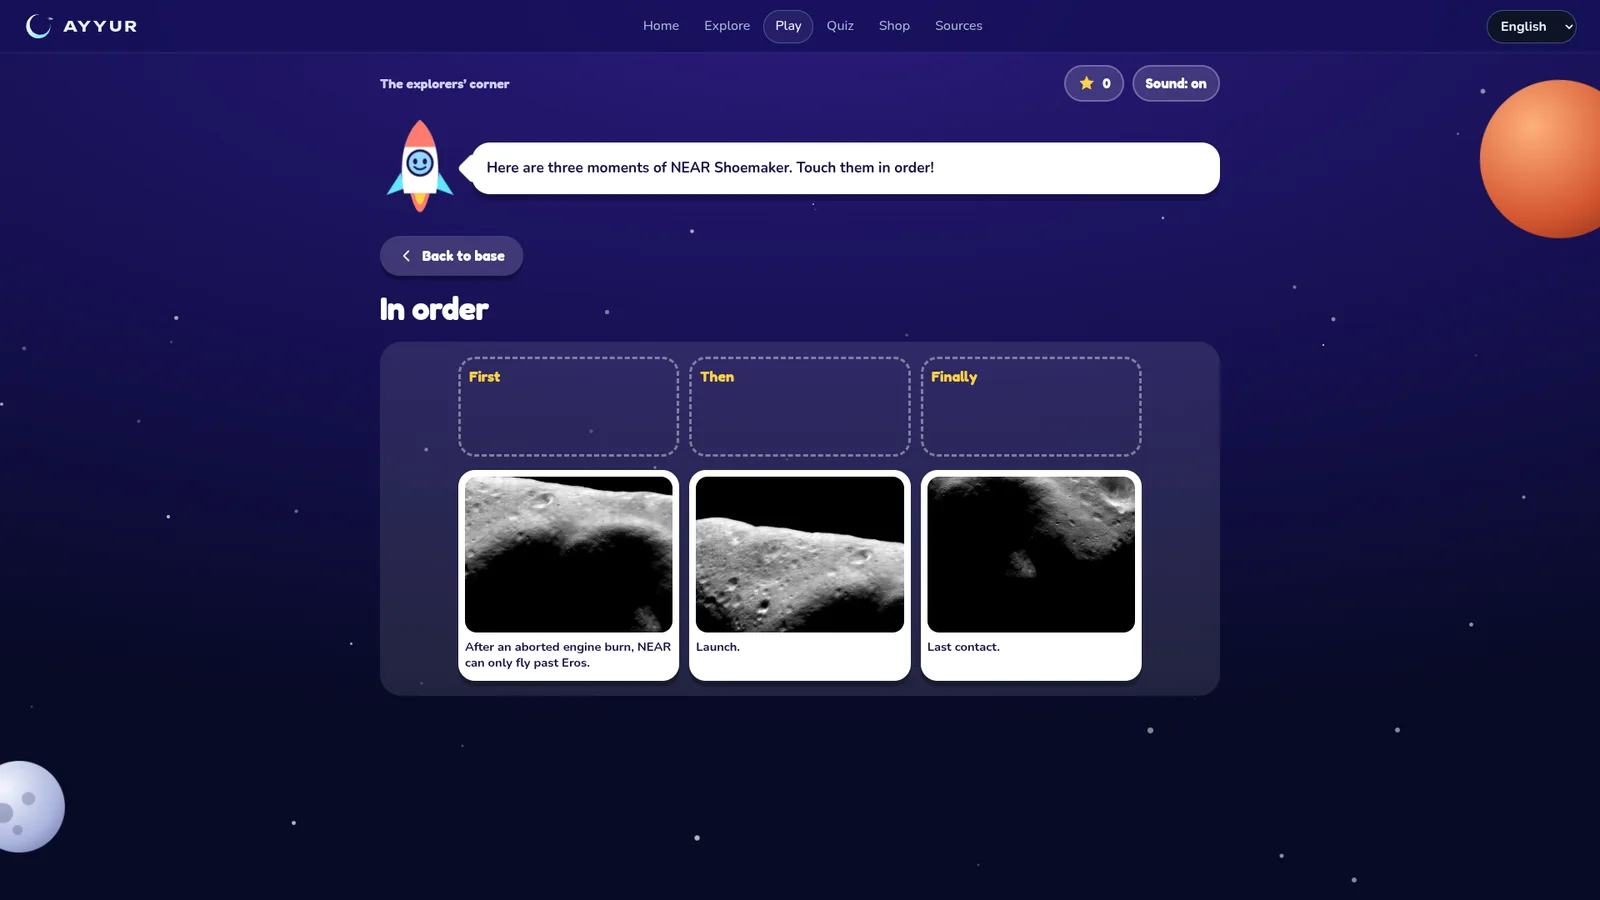 AYYUR
Home
Explore
Play
Quiz
Shop
Sources
English
The explorers' corner
0
Sound: on
Here are three moments of NEAR Shoemaker. Touch them in order!
Back to base
In order
First
Then
Finally
After an aborted engine burn, NEAR
can only fly past Eros.
Launch.
Last contact.